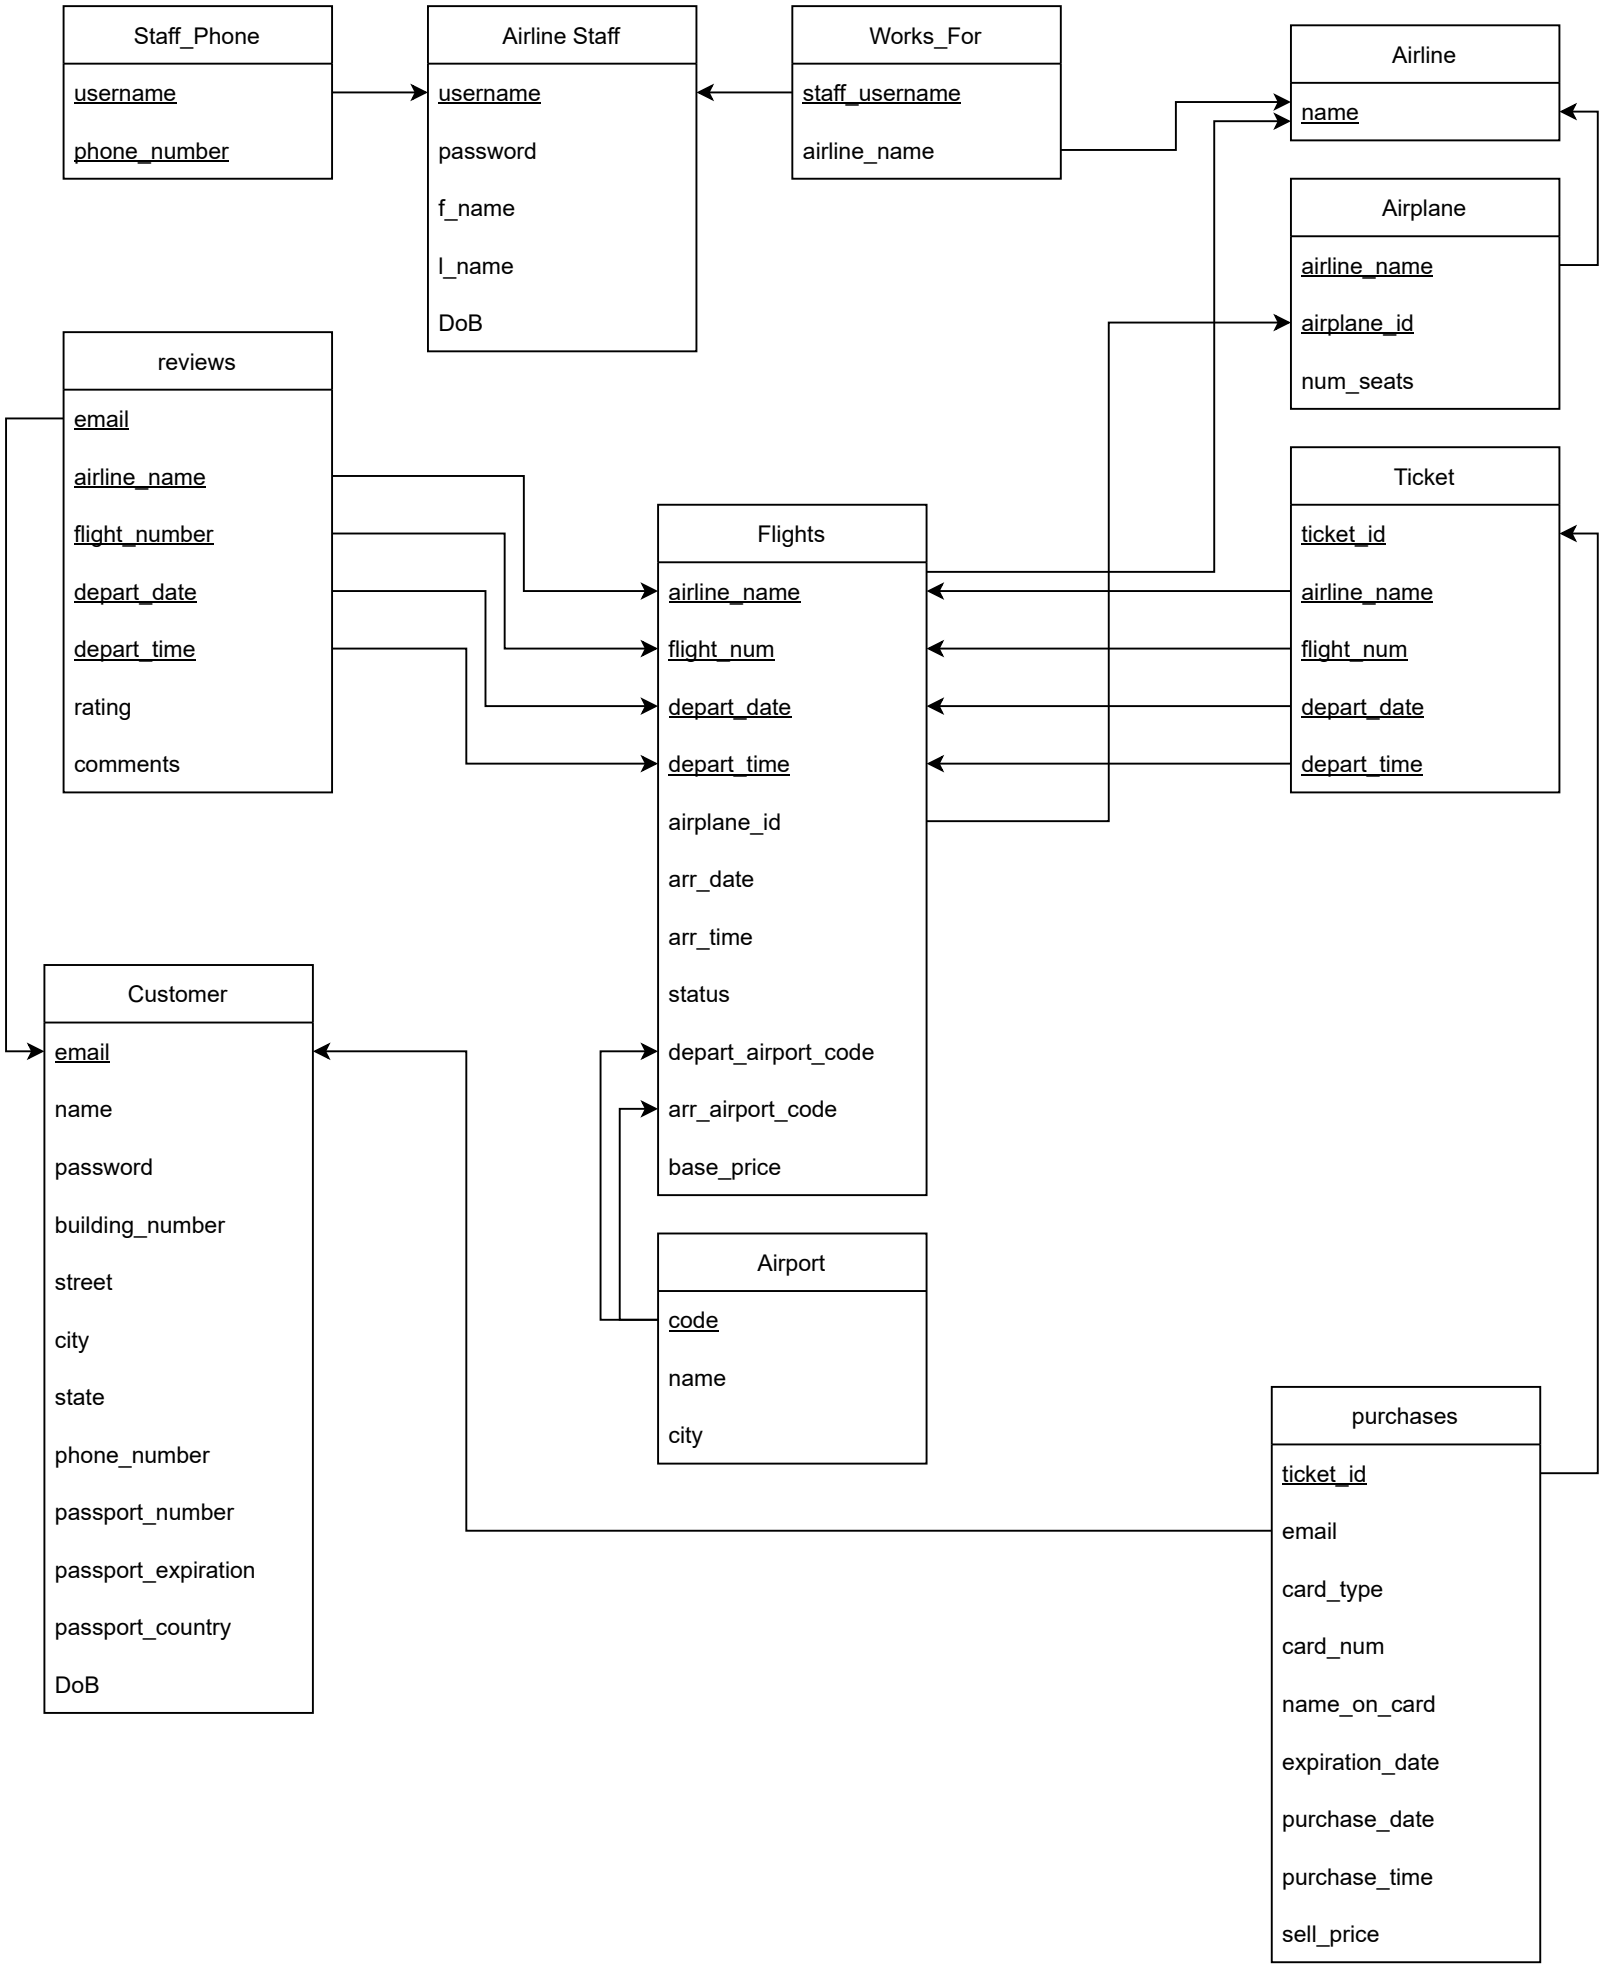 Staff_Phone
username
phone_number
Airline Staff
username
password
f_name
l_name
DoB
Works_For
staff_username
airline_name
Airline
name
Airplane
airline_name
airplane_id
num_seats
reviews
email
airline_name
flight_number
depart_date
depart_time
rating
comments
Flights
airline_name
flight_num
depart_date
depart_time
airplane_id
arr_date
arr_time
status
depart_airport_code
arr_airport_code
base_price
Ticket
ticket_id
airline_name
flight_num
depart_date
depart_time
Customer
email
name
password
building_number
street
city
state
phone_number
passport_number
passport_expiration
passport_country
DoB
Airport
code
name
city
purchases
ticket_id
email
card_type
card_num
name_on_card
expiration_date
purchase_date
purchase_time
sell_price